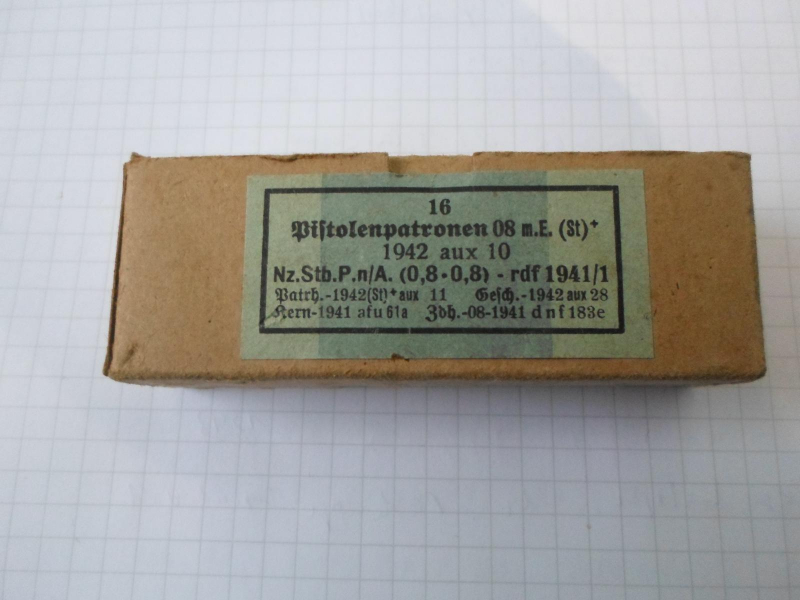 16
Piſtolenpatronen 08 m.E. (St)+
1942 aux 10
Nz.Stb.P.n/A. (0,8•0,8) - rdf 1941/1
Patrh.-1942(St)+ aux 11 Geſch.-1942 aux 28
Kern-1941 afu 61a Zdh.-08-1941 dnf 183e